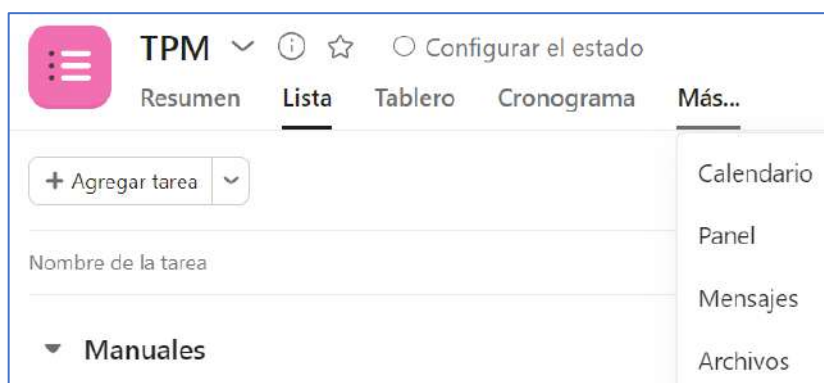 TPM Configurar el estado
Resumen Lista Tablero Cronograma Más...
+ Agregar tarea
Calendario
Panel
Nombre de la tarea
Mensajes
Manuales
Archivos